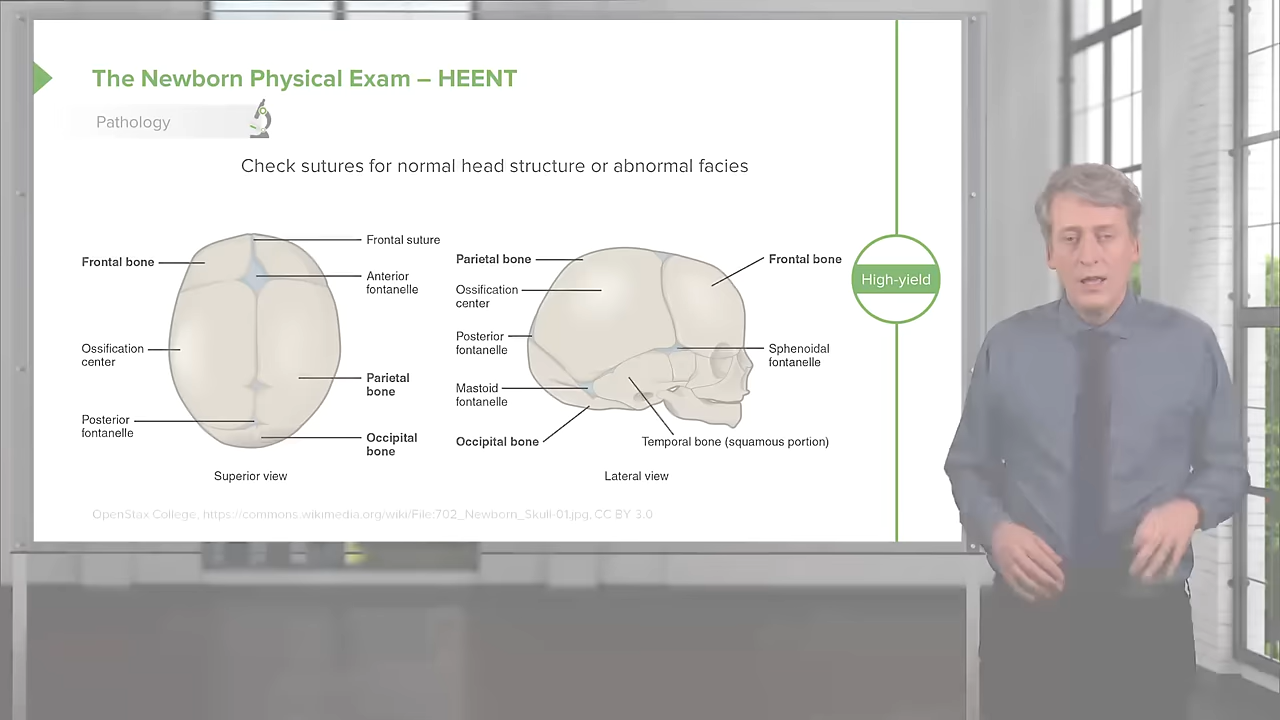 The Newborn Physical Exam – HEENT
Pathology
Check sutures for normal head structure or abnormal facies
Frontal bone
Frontal suture
Anterior
fontanelle
Ossification
center
Parietal
bone
Posterior
fontanelle
Occipital
bone
Superior view
Parietal bone
Frontal bone
Ossification
center
Posterior
fontanelle
Sphenoidal
fontanelle
Mastoid
fontanelle
Occipital bone
Temporal bone (squamous portion)
Lateral view
High-yield
OpenStax College, https://commons.wikimedia.org/wiki/File:702_Newborn_Skull-01.jpg, CC BY 3.0